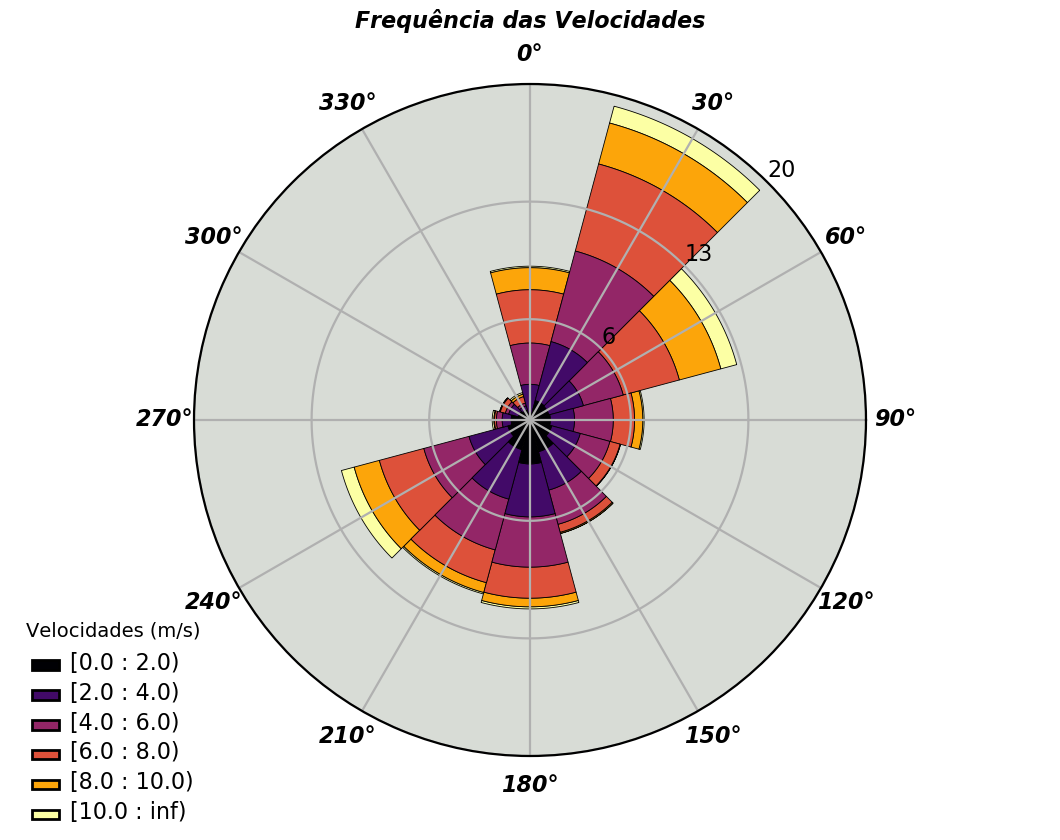 Frequência das Velocidades
0°
330°
30°
20
300°
60°
13
6
270°
90°
240°
120°
210°
150°
180°
Velocidades (m/s)
[0.0 : 2.0)
[2.0 : 4.0)
[4.0 : 6.0)
[6.0 : 8.0)
[8.0 : 10.0)
[10.0 : inf)